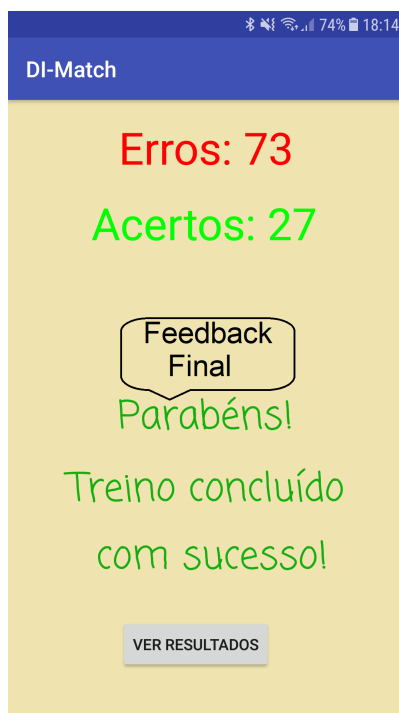 74% 18:14
DI-Match
Erros: 73
Acertos: 27
Feedback
Final
Parabéns!
Treino concluído
com sucesso!
VER RESULTADOS